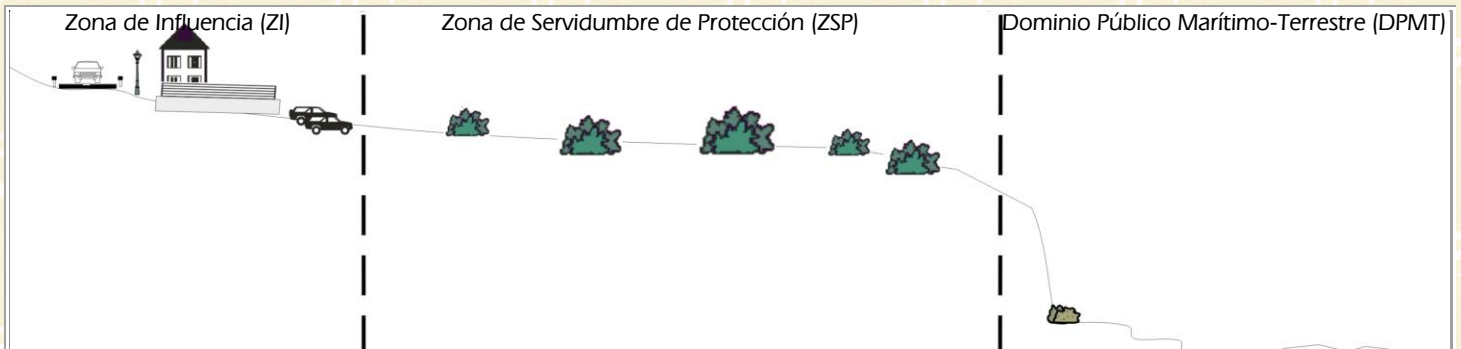 Zona de Influencia (ZI) Zona de Servidumbre de Protección (ZSP) Dominio Público Marítimo-Terrestre (DPMT)